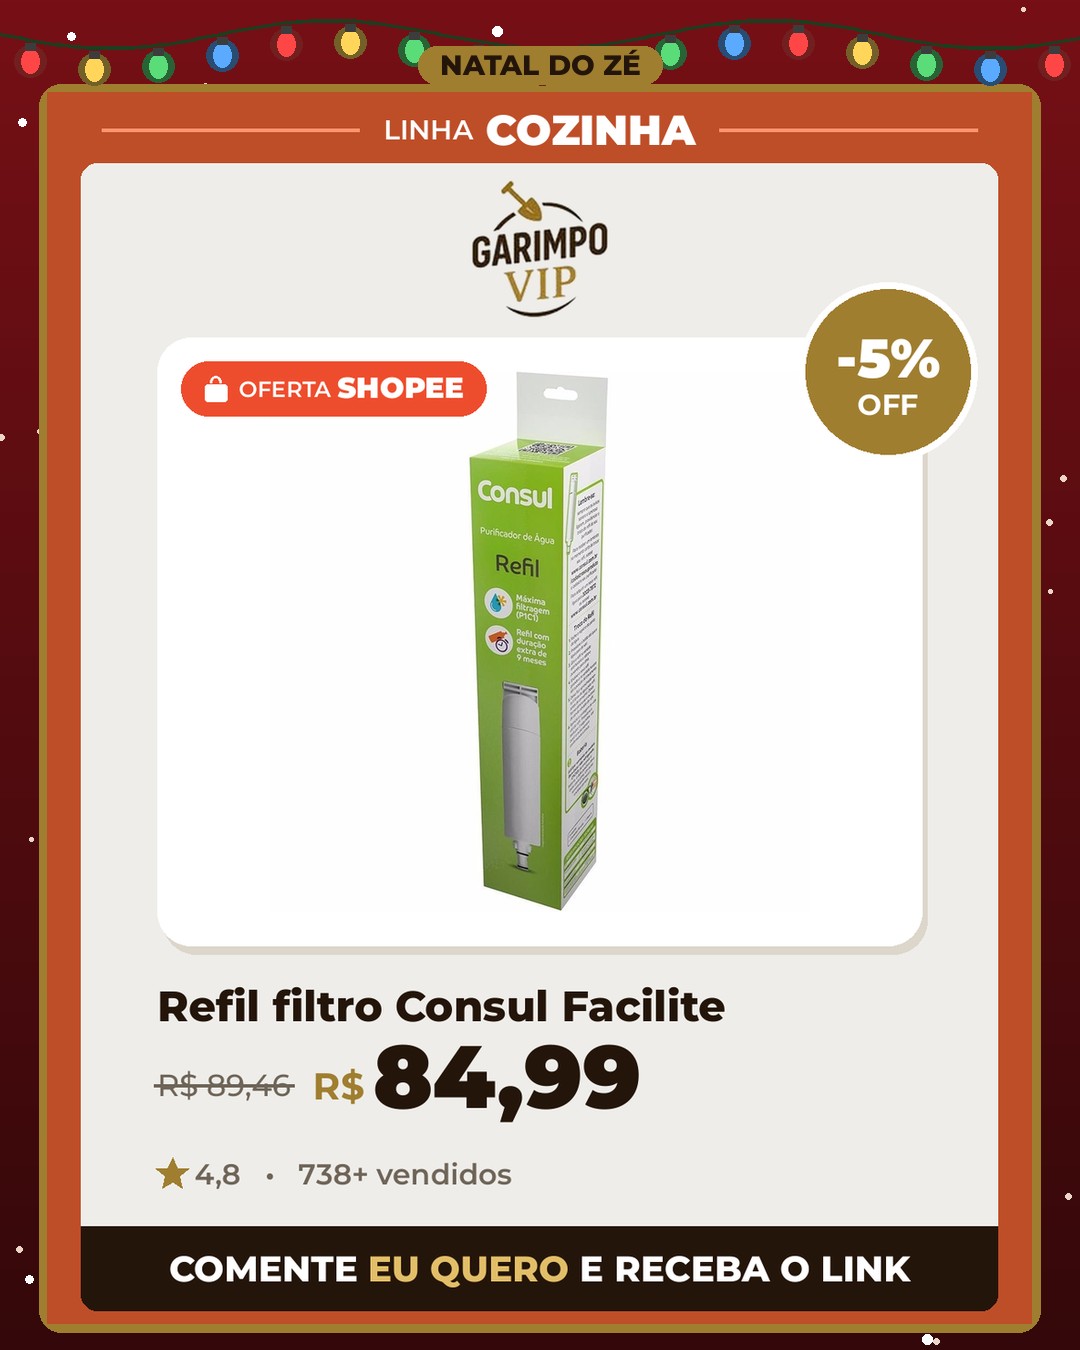 NATAL DO ZÉ
LINHA COZINHA
GARIMPO
VIP
-5%
OFF
OFERTA SHOPEE
Consul
Purificador de Água
Refil
Máxima
filtragem
(P1C1)
Refil com
duração
extra de
9 meses
Refil filtro Consul Facilite
R$ 89,46 R$ 84,99
4,8 • 738+ vendidos
COMENTE EU QUERO E RECEBA O LINK